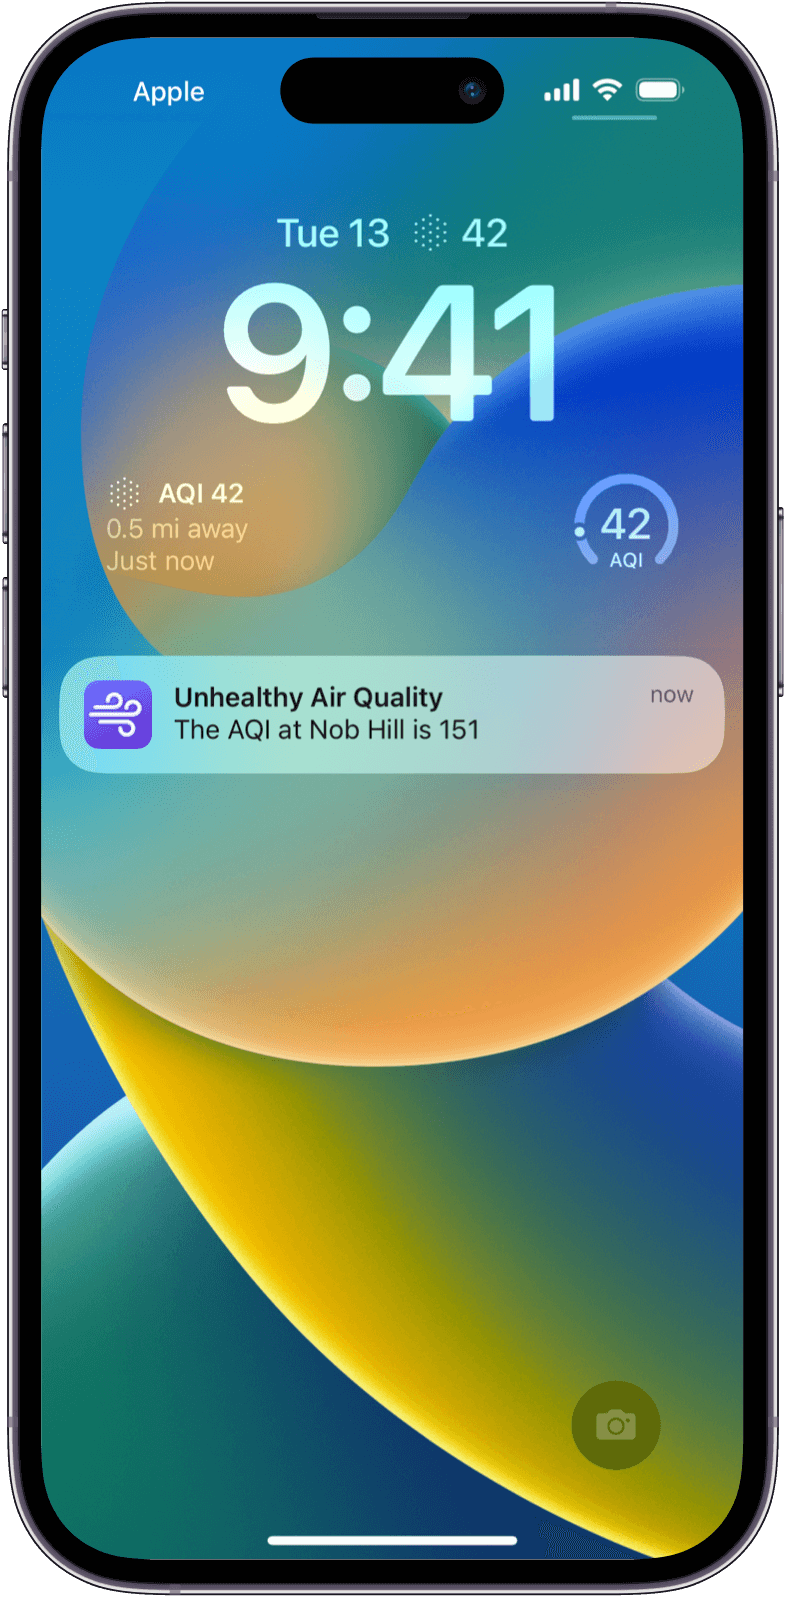 Apple
Tue 13 42
9:41
AQI 42
0.5 mi away
Just now
42
AQI
Unhealthy Air Quality
now
The AQI at Nob Hill is 151